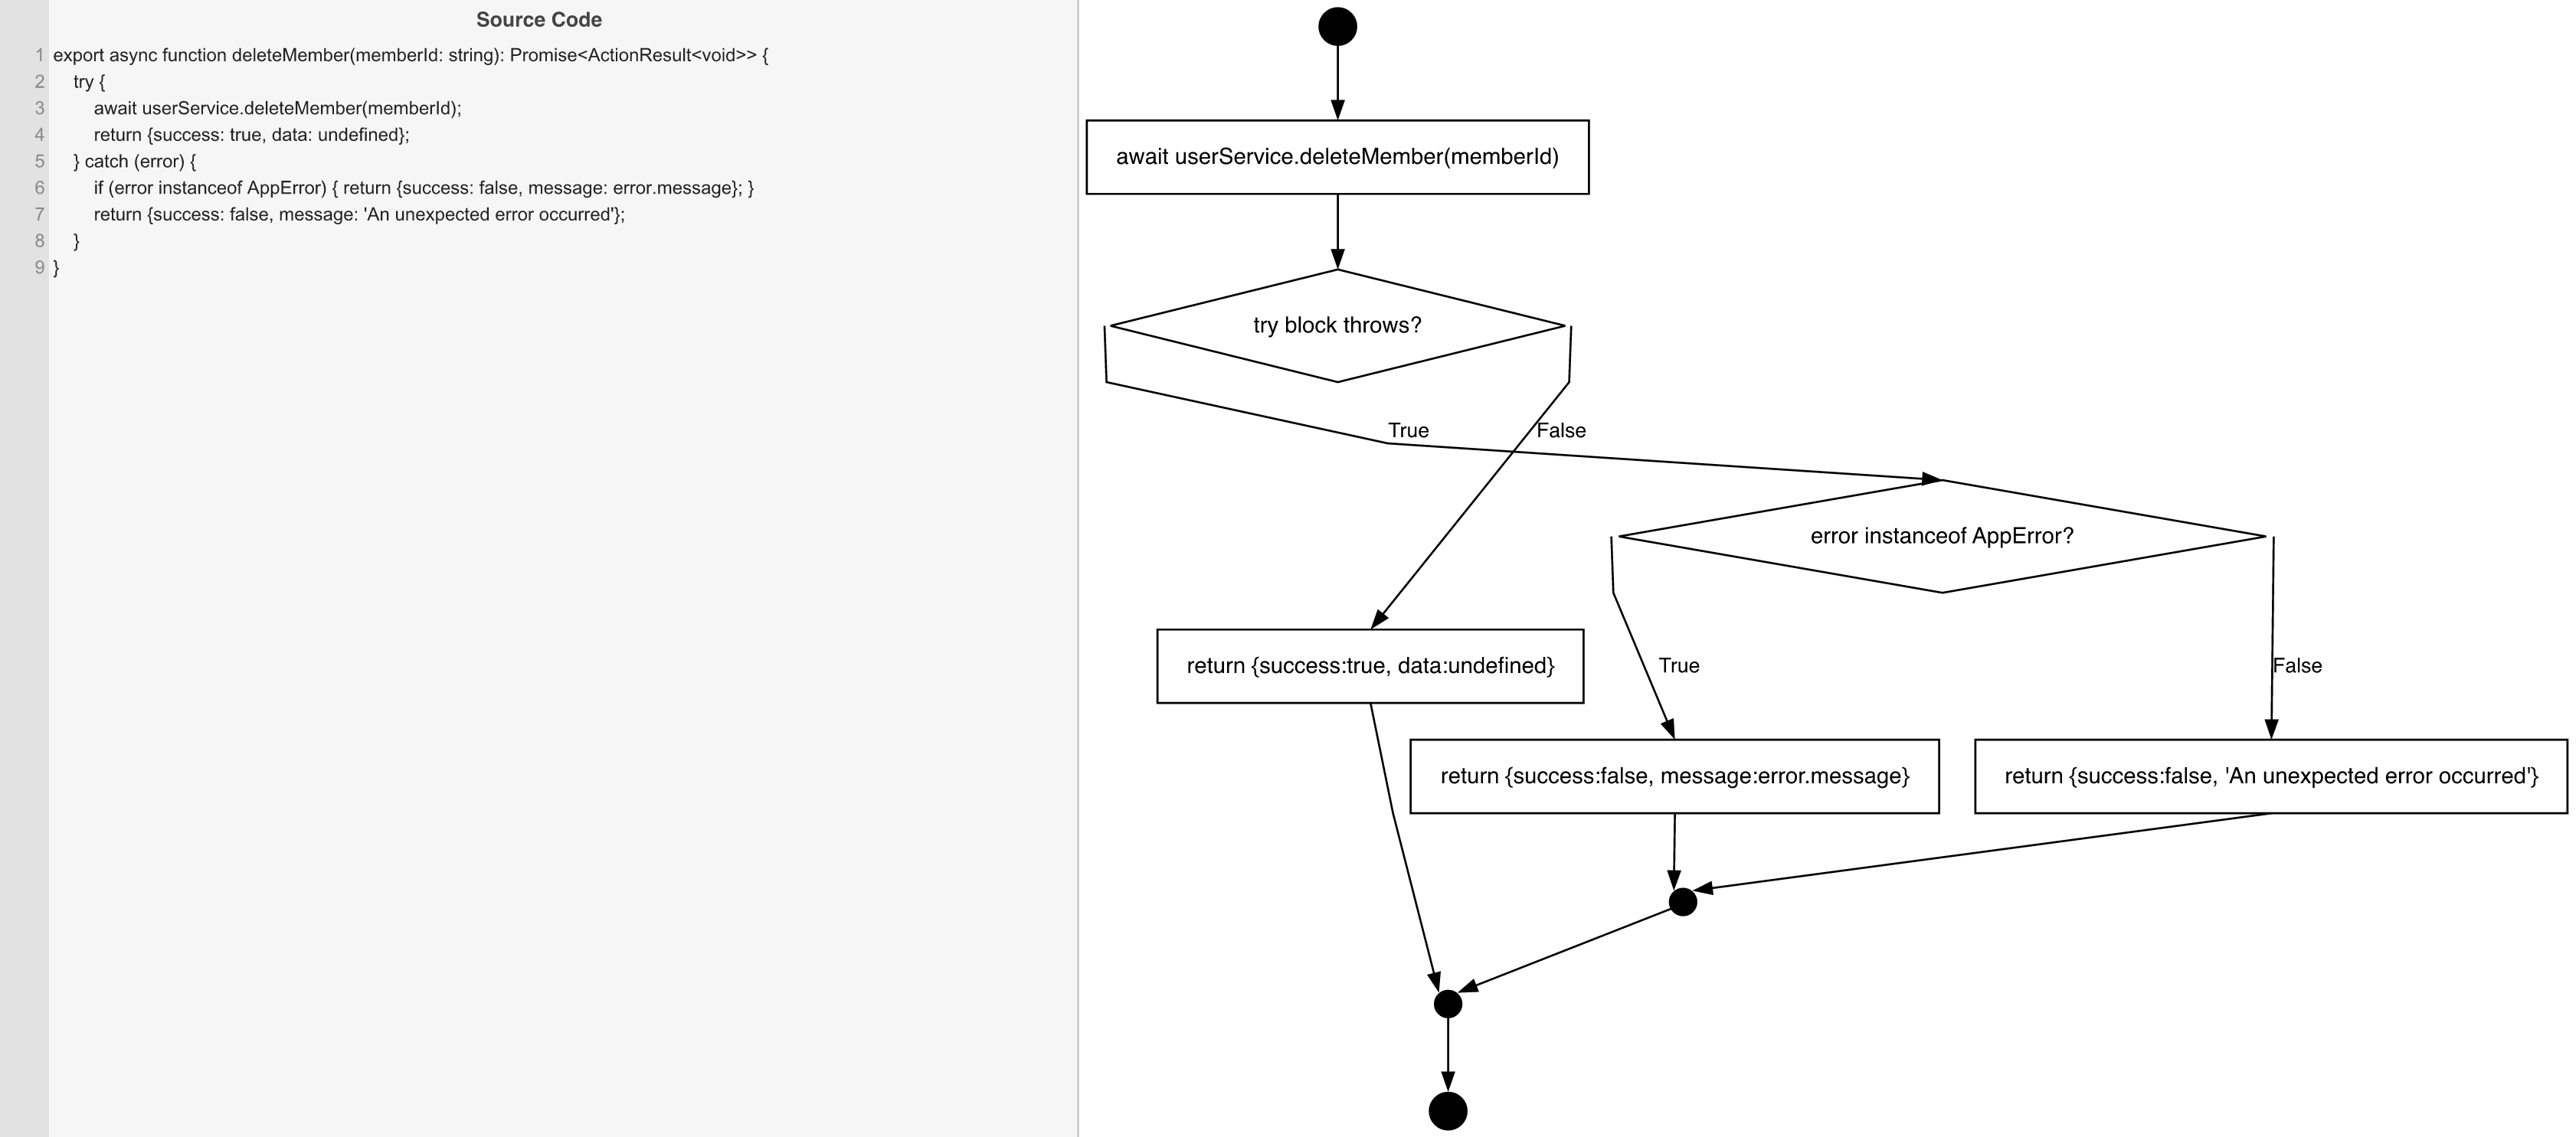 Source Code
1 export async function deleteMember(memberId: string): Promise<ActionResult<void>> {
2 try {
3 await userService.deleteMember(memberId);
4 return {success: true, data: undefined};
5 } catch (error) {
6 if (error instanceof AppError) { return {success: false, message: error.message}; }
7 return {success: false, message: 'An unexpected error occurred'};
8 }
9 }
await userService.deleteMember(memberId)
try block throws?
True
False
error instanceof AppError?
return {success:true, data:undefined}
True
False
return {success:false, message:error.message}
return {success:false, 'An unexpected error occurred'}